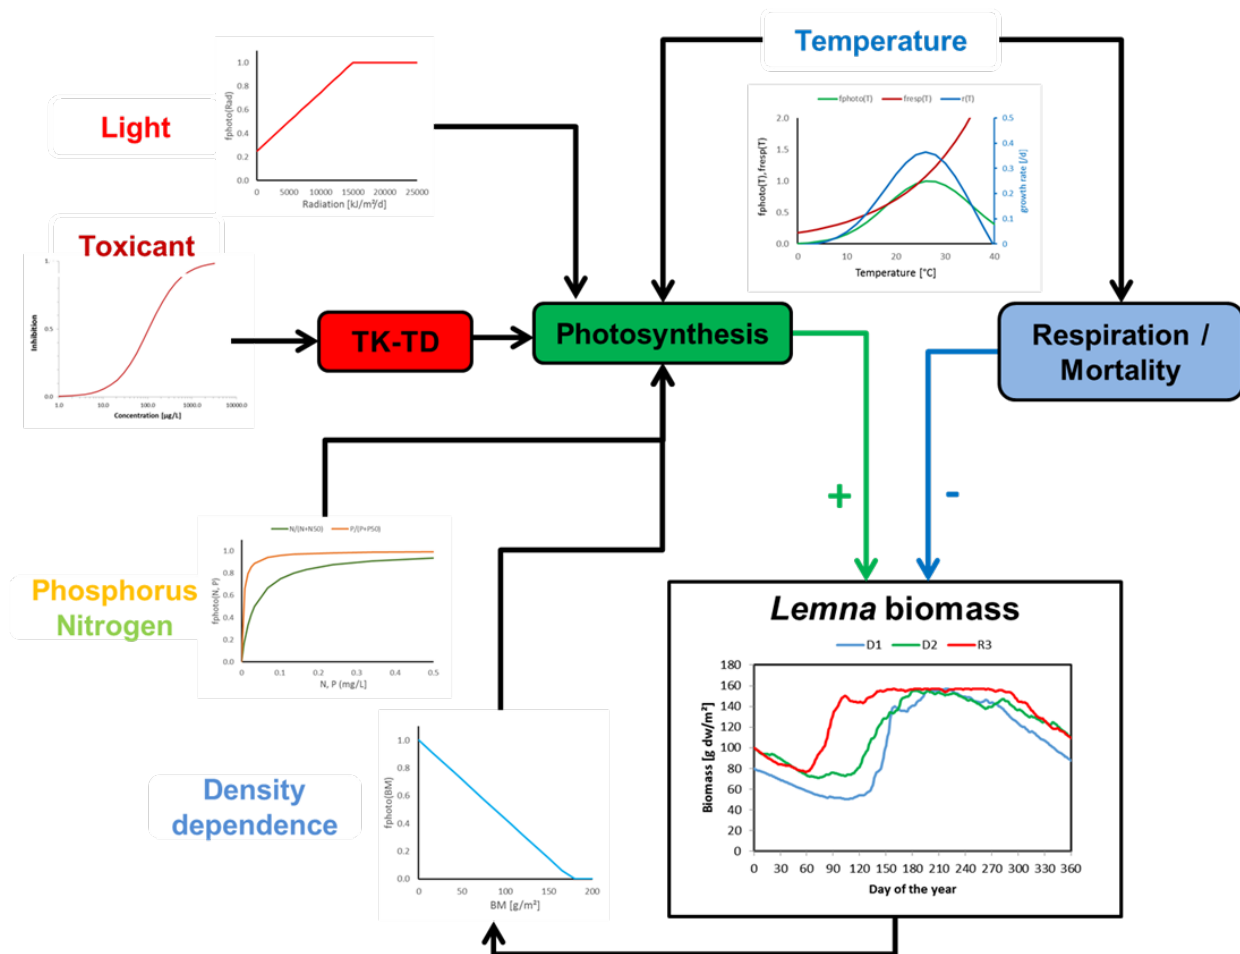 Temperature
fphoto(T) fresp(T) r(T)
2.0
1.5
1.0
0.5
0.0
fphoto(T),fresp(T)
0.5
0.4
0.3
0.2
0.1
0
growth rate [/d]
0 10 20 30 40
Temperature [°C]
Light
fphoto(Rad)
1.0
0.8
0.6
0.4
0.2
0.0
0 5000 10000 15000 20000 25000
Radiation [kJ/m²/d]
Toxicant
Inhibition
1.
0.5
0.0
1.0 10.0 100.0 1000.0 10000.0
Concentration [µg/L]
TK-TD
Photosynthesis
Respiration /
Mortality
+
-
Phosphorus
Nitrogen
N/(N+N50) P/(P+P50)
fphoto(N, P)
1.0
0.8
0.6
0.4
0.2
0.0
0 0.1 0.2 0.3 0.4 0.5
N, P (mg/L]
Density
dependence
fphoto(BM)
1.0
0.8
0.6
0.4
0.2
0.0
0 50 100 150 200
BM [g/m²]
Lemna biomass
D1 D2 R3
Biomass [g dw/m²]
180
160
140
120
100
80
60
40
20
0
0 30 60 90 120 150 180 210 240 270 300 330 360
Day of the year